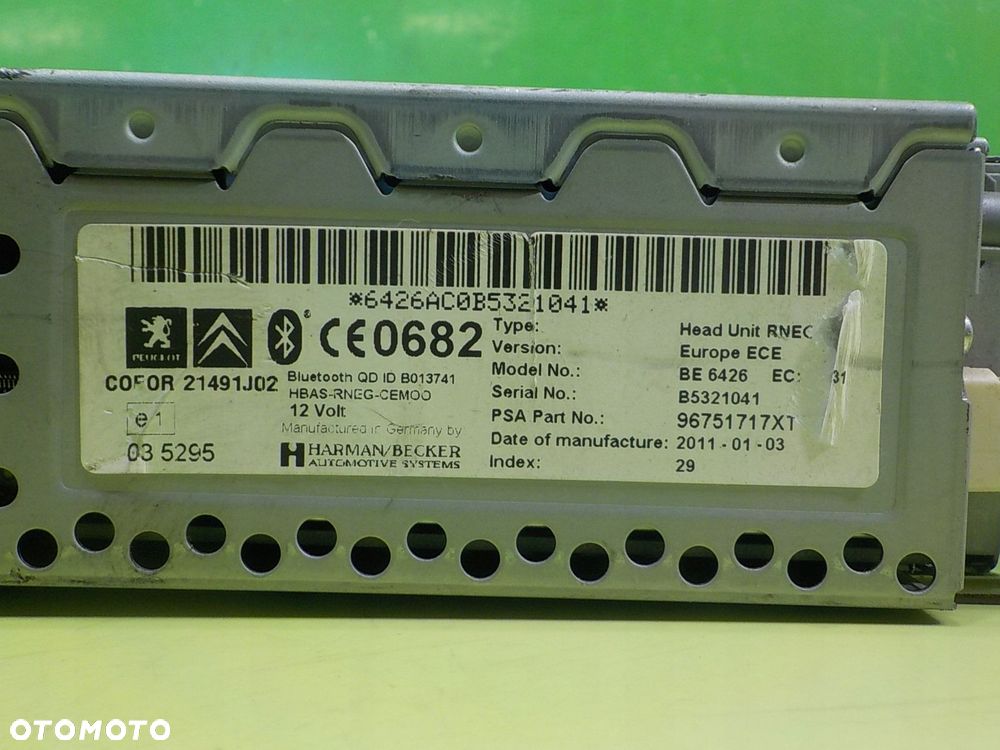 *6426AC0B5321041*
PEUGEOT
CE0682
COFOR 21491J02
Bluetooth QD ID B013741
HBAS-RNEG-CEMOO
12 Volt
Manufactured in Germany by
HARMAN/BECKER
AUTOMOTIVE SYSTEMS
e1
03 5295
Type: Head Unit RNEG
Version: Europe ECE
Model No.: BE 6426 EC: 31
Serial No.: B5321041
PSA Part No.: 96751717XT
Date of manufacture: 2011-01-03
Index: 29
OTOMOTO